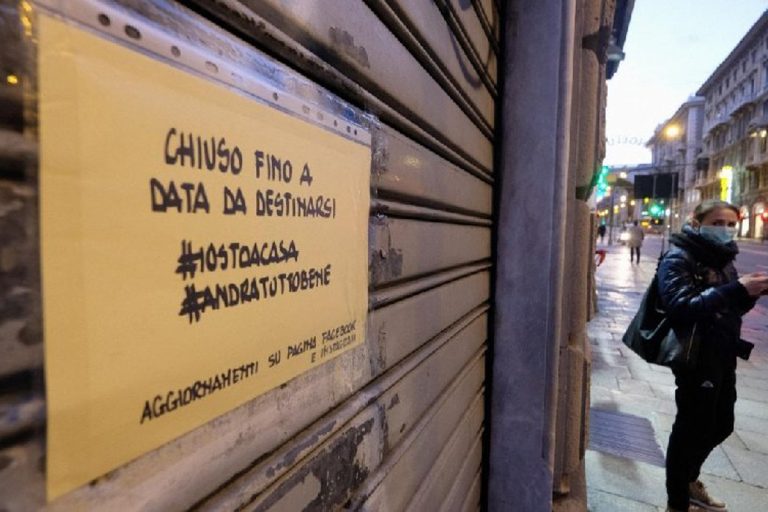 CHIUSO FINO A
DATA DA DESTINARSI
#IOSTOACASA
#ANDRATUTTOBENE
AGGIORNAMENTI SU PAGINA FACEBOOK
E INSTAGRAM